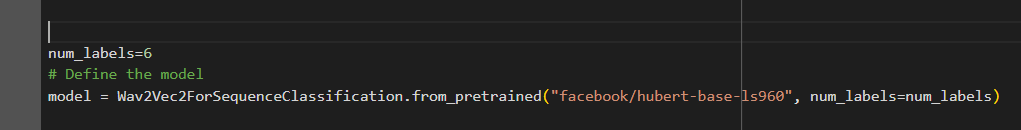 num_labels=6
# Define the model
model = Wav2Vec2ForSequenceClassification.from_pretrained("facebook/hubert-base-ls960", num_labels=num_labels)